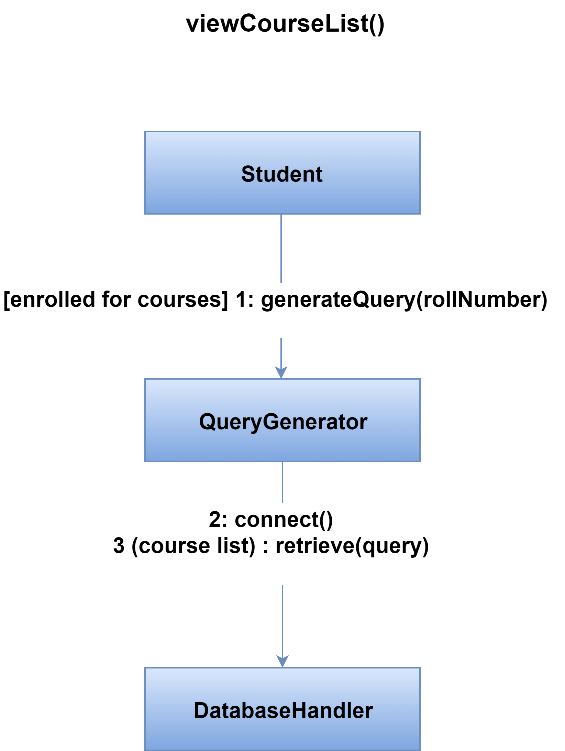 viewCourseList()
Student
[enrolled for courses] 1: generateQuery(rollNumber)
QueryGenerator
2: connect()
3 (course list) : retrieve(query)
DatabaseHandler